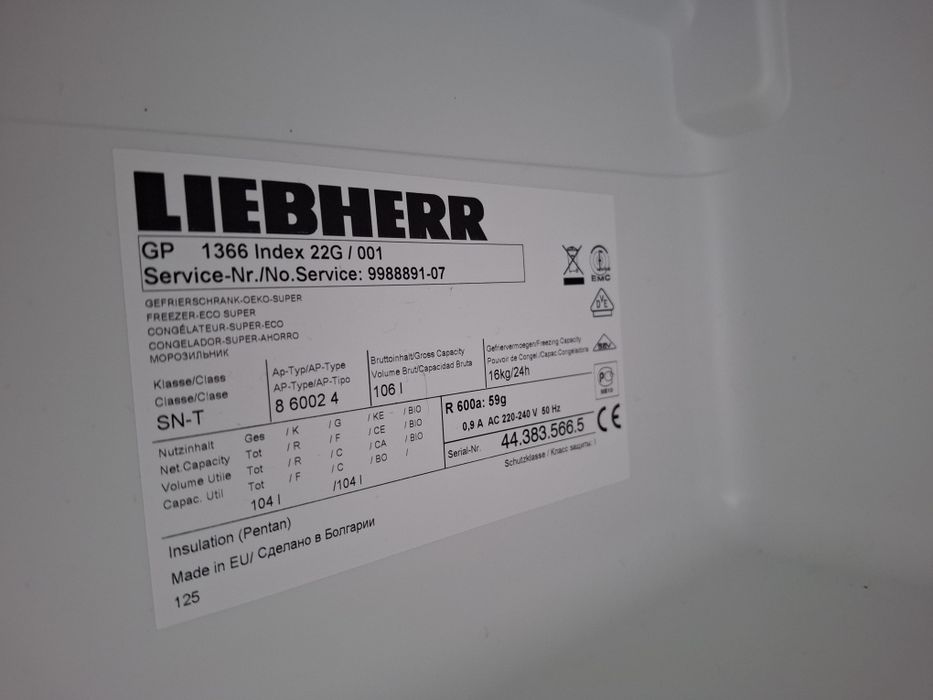 LIEBHERR
GP 1366 Index 22G / 001
Service-Nr./No.Service: 9988891-07
EMC
GEFRIERSCHRANK-OEKO-SUPER
FREEZER-ECO SUPER
CONGÉLATEUR-SUPER-ECO
CONGELADOR-SUPER-AHORRO
МОРОЗИЛЬНИК
Klasse/Class
Classe/Clase
SN-T
Ap-Typ/AP-Type
AP-Type/AP-Tipo
8 6002 4
Bruttoinhalt/Gross Capacity
Volume Brut/Capacidad Bruta
106 l
Gefriervermoegen/Freezing Capacity
Pouvoir de Congel./Capac.Congeladora
16kg/24h
Nutzinhalt Ges / K / G / KE / BIO
Net.Capacity Tot / R / F / CE / BIO
Volume Utile Tot / R / C / CA / BIO
Capac. Util Tot / F / C / BO /
104 l /104 l
R 600a: 59g
0,9 A AC 220-240 V 50 Hz
Serial-Nr. 44.383.566.5
CE
Schutzklasse / Класс защиты: I
Insulation (Pentan)
Made in EU/ Сделано в Болгарии
125